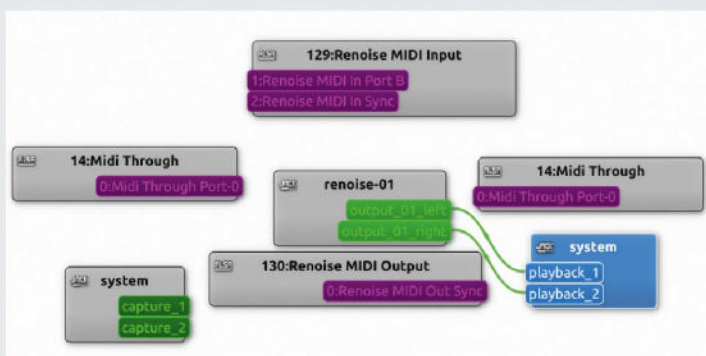 129:Renoise MIDI Input
1:Renoise MIDI In Port B
2:Renoise MIDI In Sync
14:Midi Through
0:Midi Through Port-0
renoise-01
output_01_left
output_01_right
14:Midi Through
0:Midi Through Port-0
130:Renoise MIDI Output
0:Renoise MIDI Out Sync
system
playback_1
playback_2
system
capture_1
capture_2